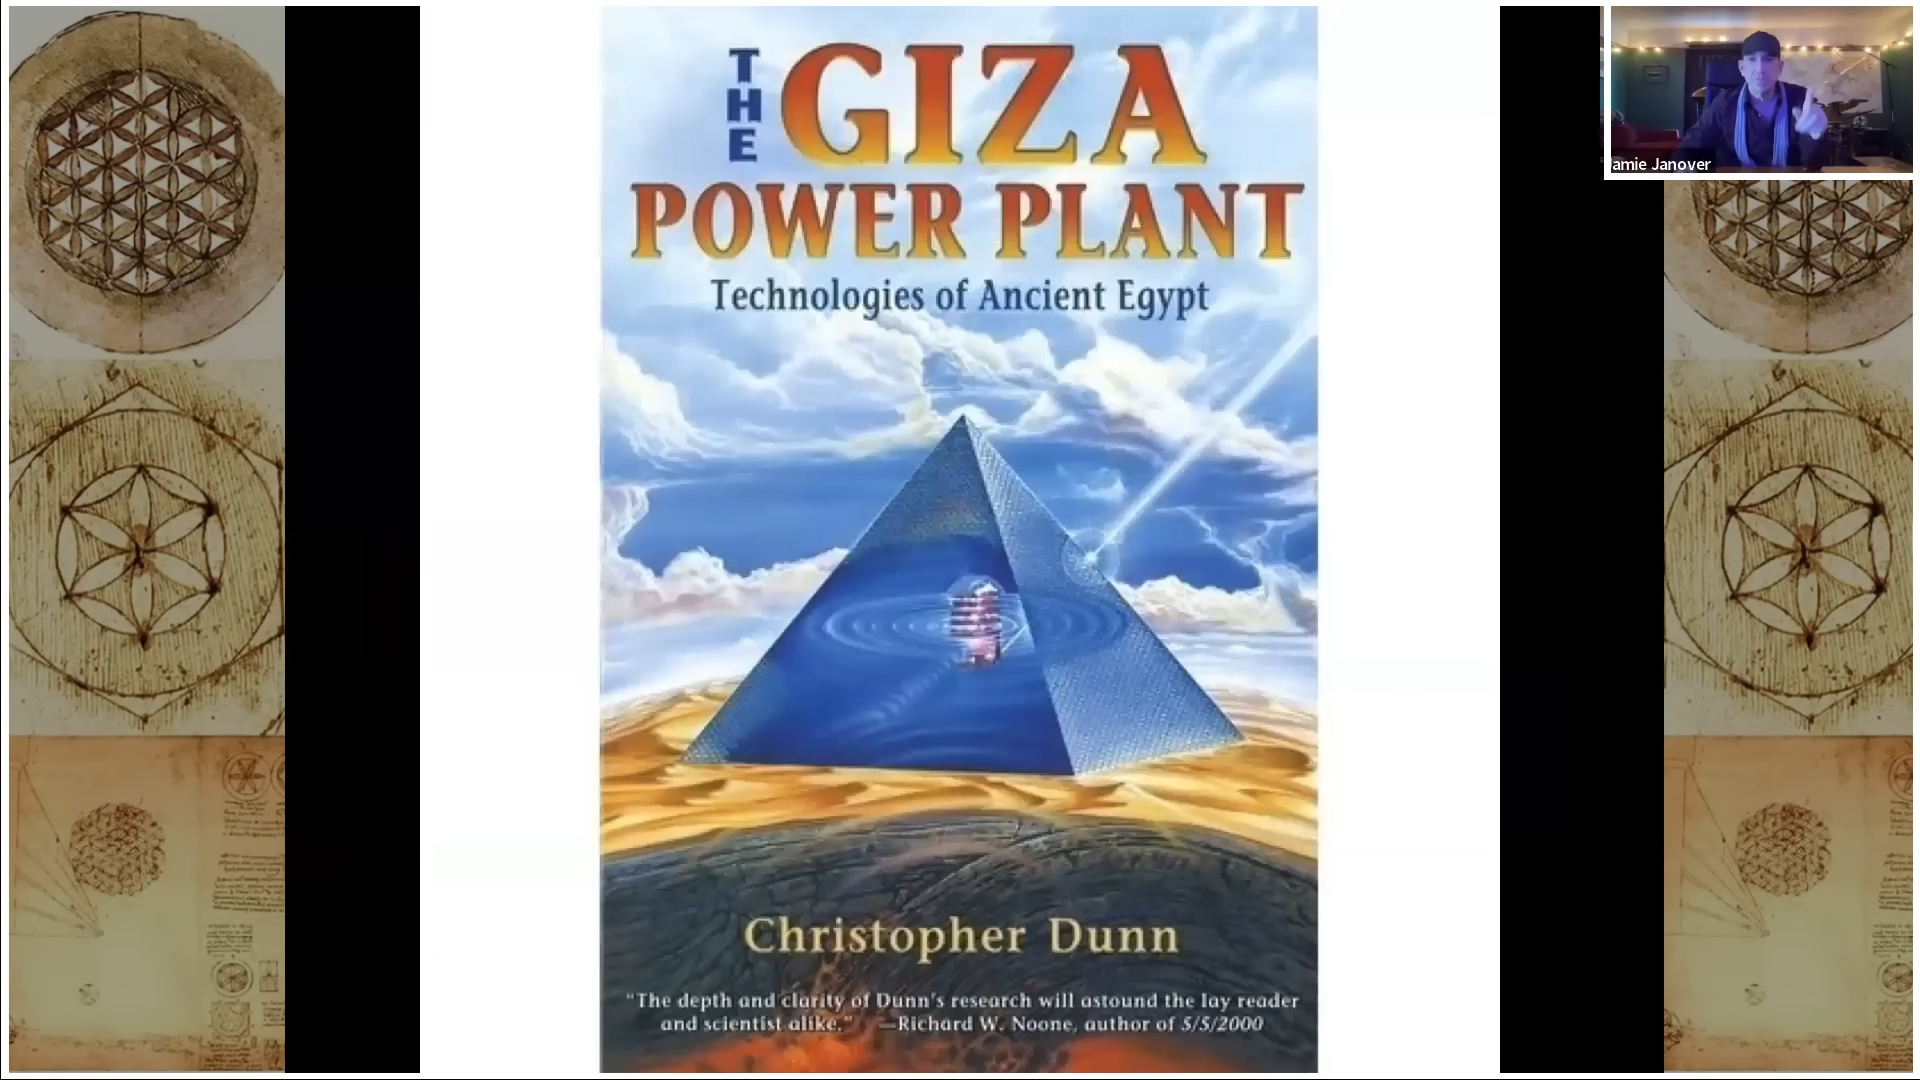 THE GIZA
POWER PLANT
Technologies of Ancient Egypt
Christopher Dunn
"The depth and clarity of Dunn's research will astound the lay reader
and scientist alike." —Richard W. Noone, author of 5/5/2000
amie Janover